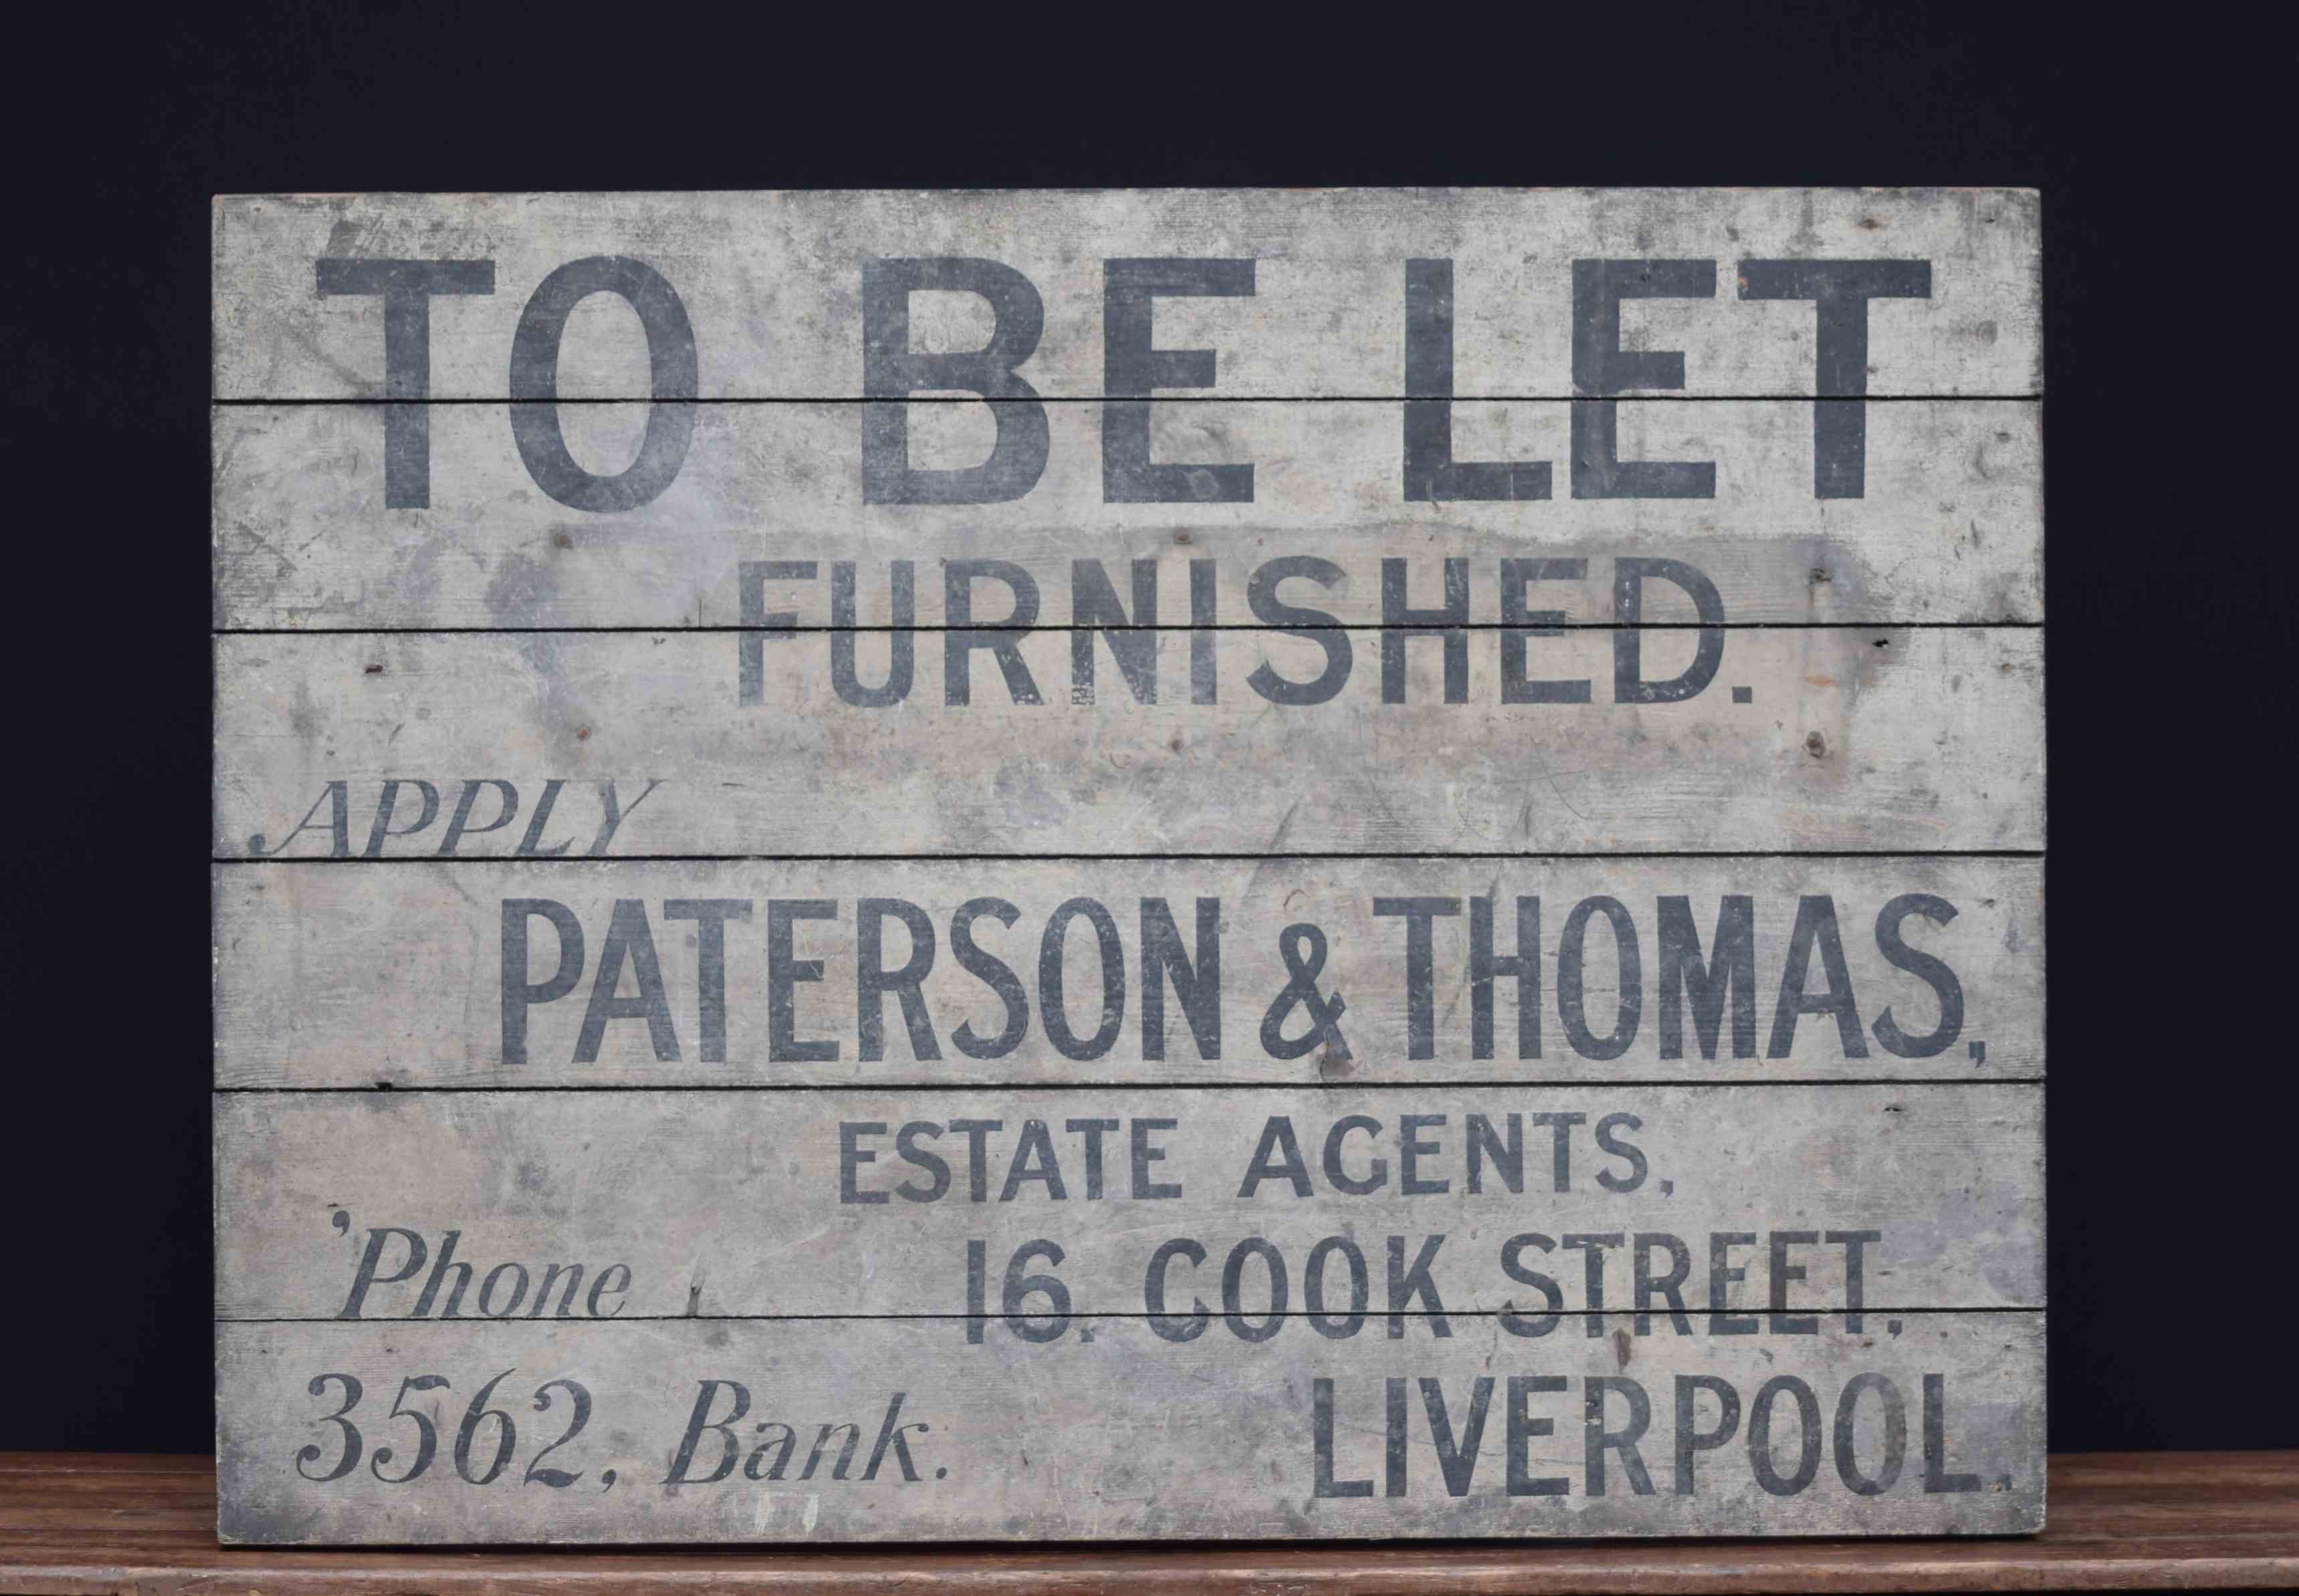 TO BE LET
FURNISHED.
APPLY
PATERSON & THOMAS,
ESTATE AGENTS,
'Phone 16, COOK STREET,
3562, Bank. LIVERPOOL.